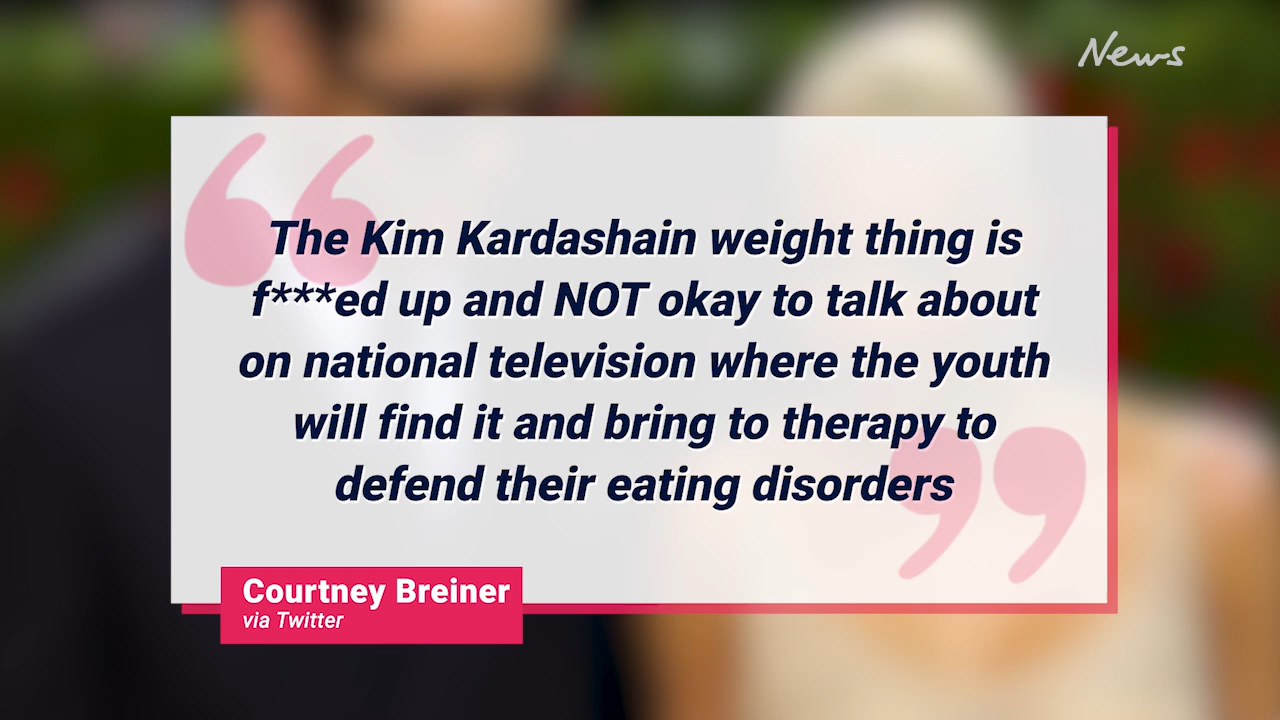 News
The Kim Kardashain weight thing is
f***ed up and NOT okay to talk about
on national television where the youth
will find it and bring to therapy to
defend their eating disorders
Courtney Breiner
via Twitter